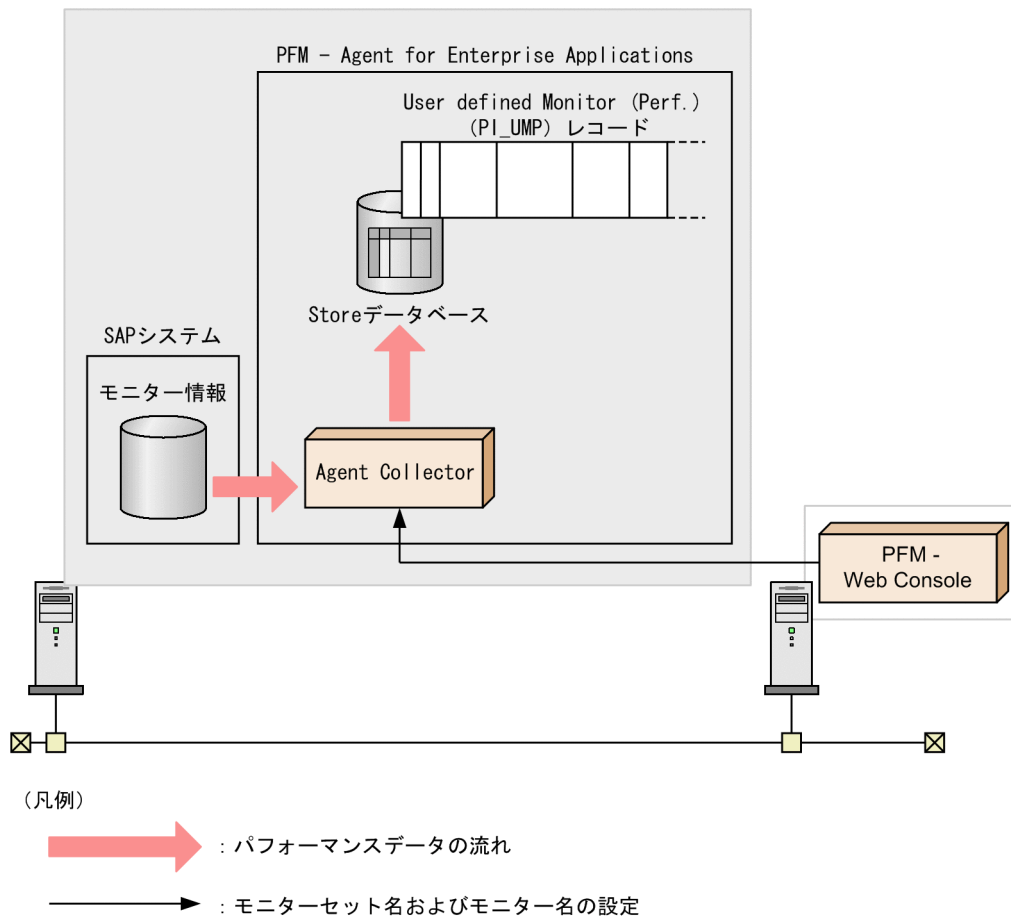 PFM - Agent for Enterprise Applications
User defined Monitor (Perf.)
(PI_UMP) レコード
Storeデータベース
SAPシステム
モニター情報
Agent Collector
PFM -
Web Console
(凡例)
：パフォーマンスデータの流れ
：モニターセット名およびモニター名の設定